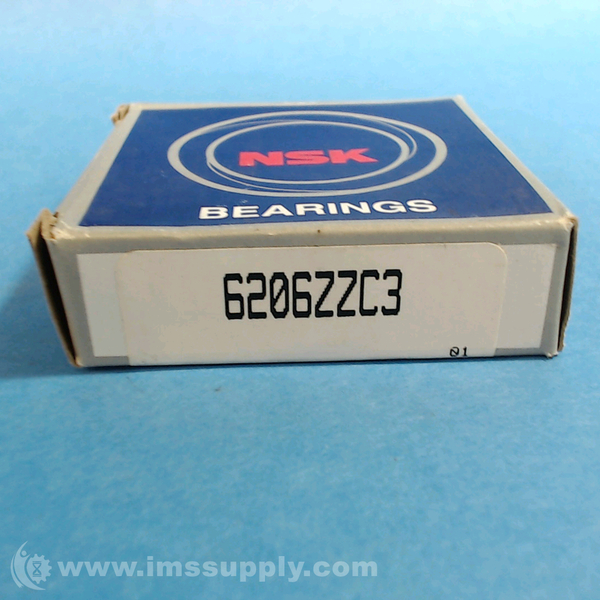 NSK
BEARINGS
6206ZZC3
01
www.imssupply.com